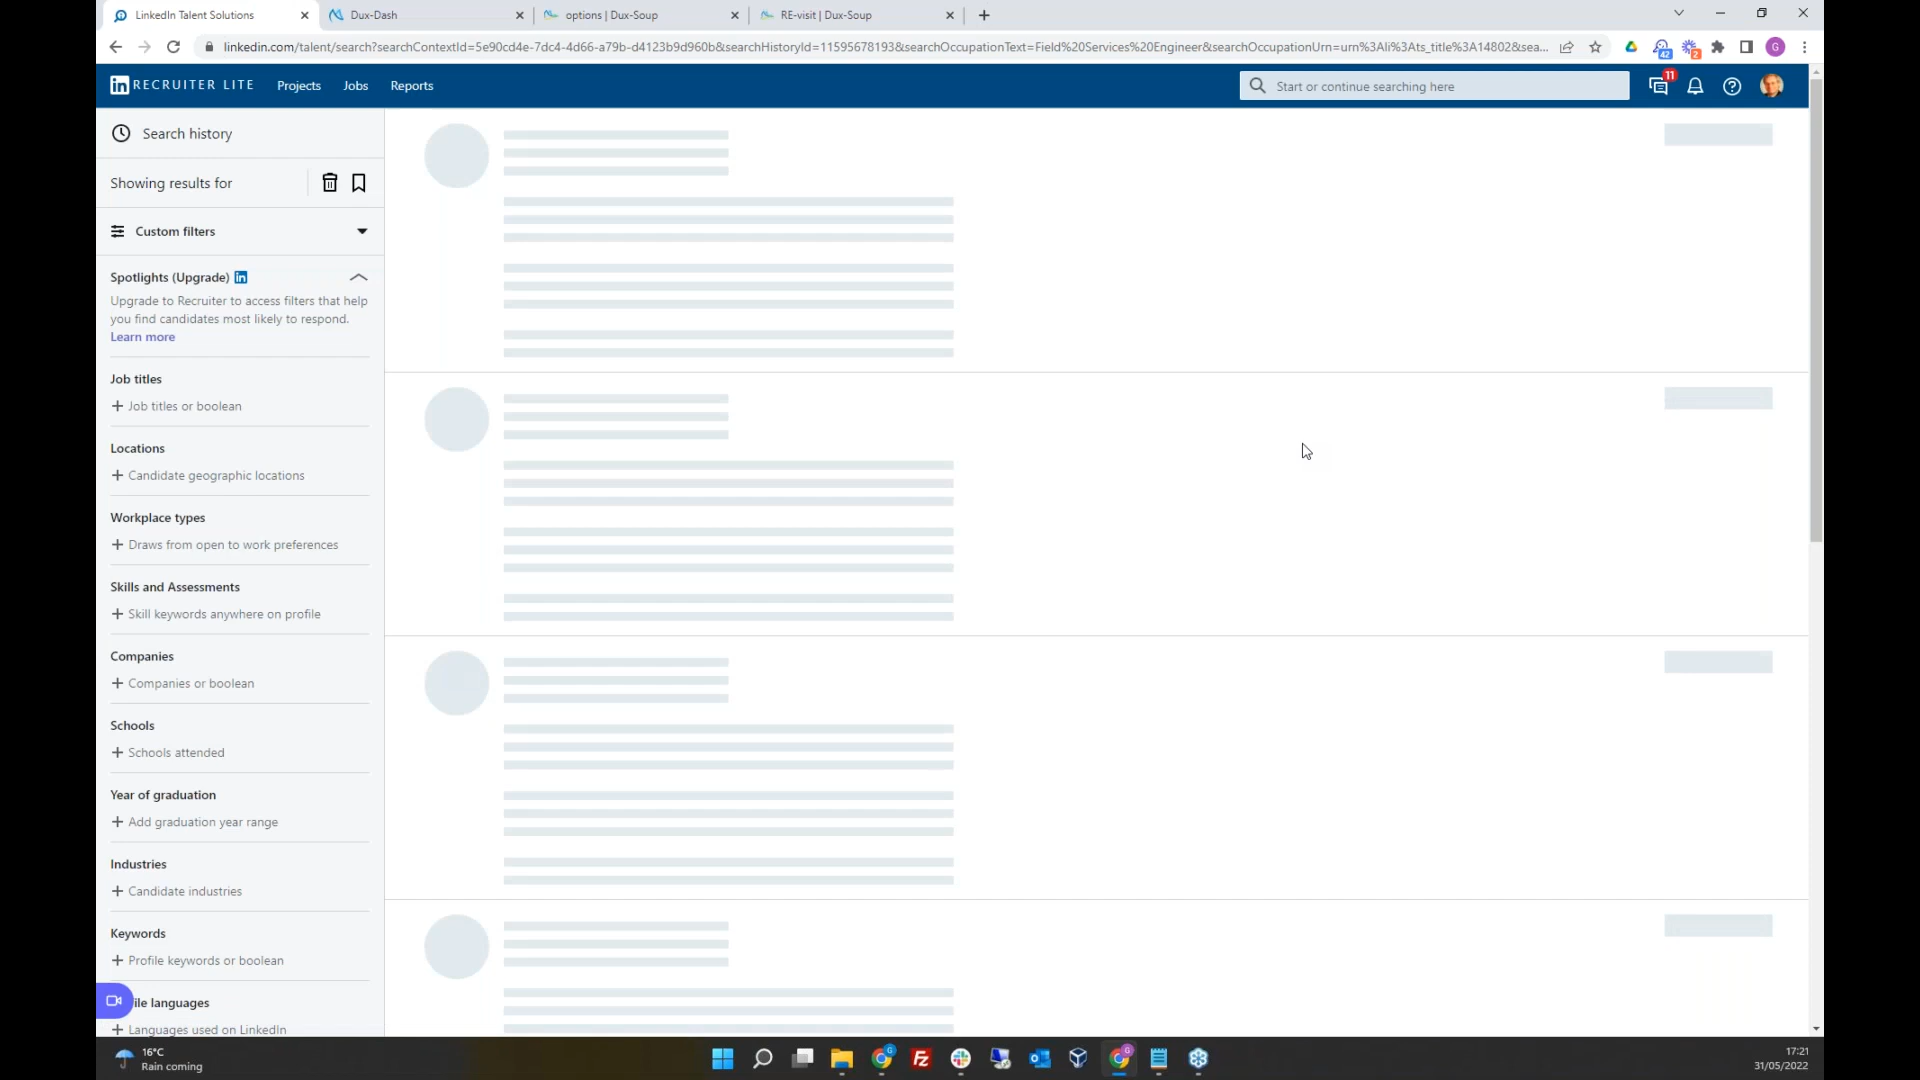 LinkedIn Talent Solutions
Dux-Dash
options | Dux-Soup
RE-visit | Dux-Soup
linkedin.com/talent/search?searchContextId=5e90cd4e-7dc4-4d66-a79b-d4123b9d960b&searchHistoryId=11595678193&searchOccupationText=Field%20Services%20Engineer&searchOccupationUrn=urn%3Ali%3Ats_title%3A14802&sea...
42
2
G
in RECRUITER LITE
Projects
Jobs
Reports
Start or continue searching here
11
Search history
Showing results for
Custom filters
Spotlights (Upgrade) in
Upgrade to Recruiter to access filters that help
you find candidates most likely to respond.
Learn more
Job titles
+ Job titles or boolean
Locations
+ Candidate geographic locations
Workplace types
+ Draws from open to work preferences
Skills and Assessments
+ Skill keywords anywhere on profile
Companies
+ Companies or boolean
Schools
+ Schools attended
Year of graduation
+ Add graduation year range
Industries
+ Candidate industries
Keywords
+ Profile keywords or boolean
ile languages
+ Languages used on LinkedIn
16°C
Rain coming
17:21
31/05/2022